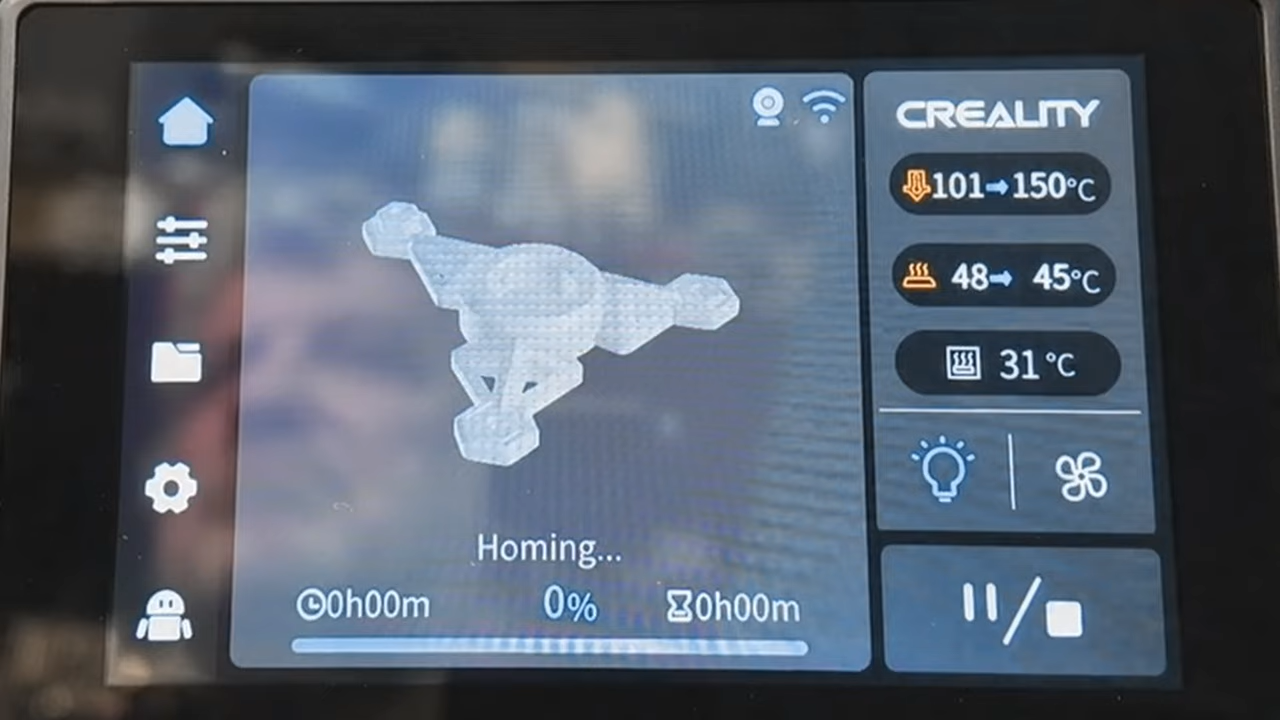 CREALITY
101➡150°C
48➡ 45°C
31°C
Homing...
0h00m 0% 0h00m